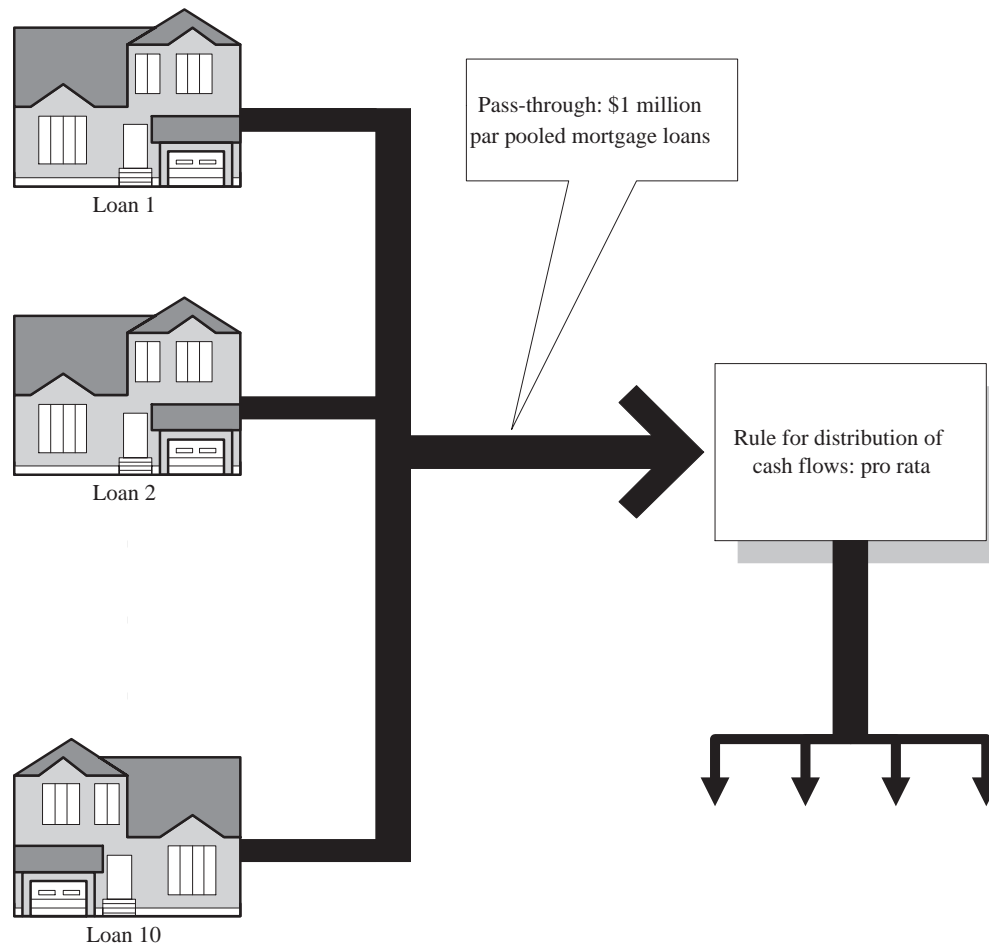 Loan 1
Pass-through: $1 million
par pooled mortgage loans
Loan 2
Rule for distribution of
cash flows: pro rata
Loan 10